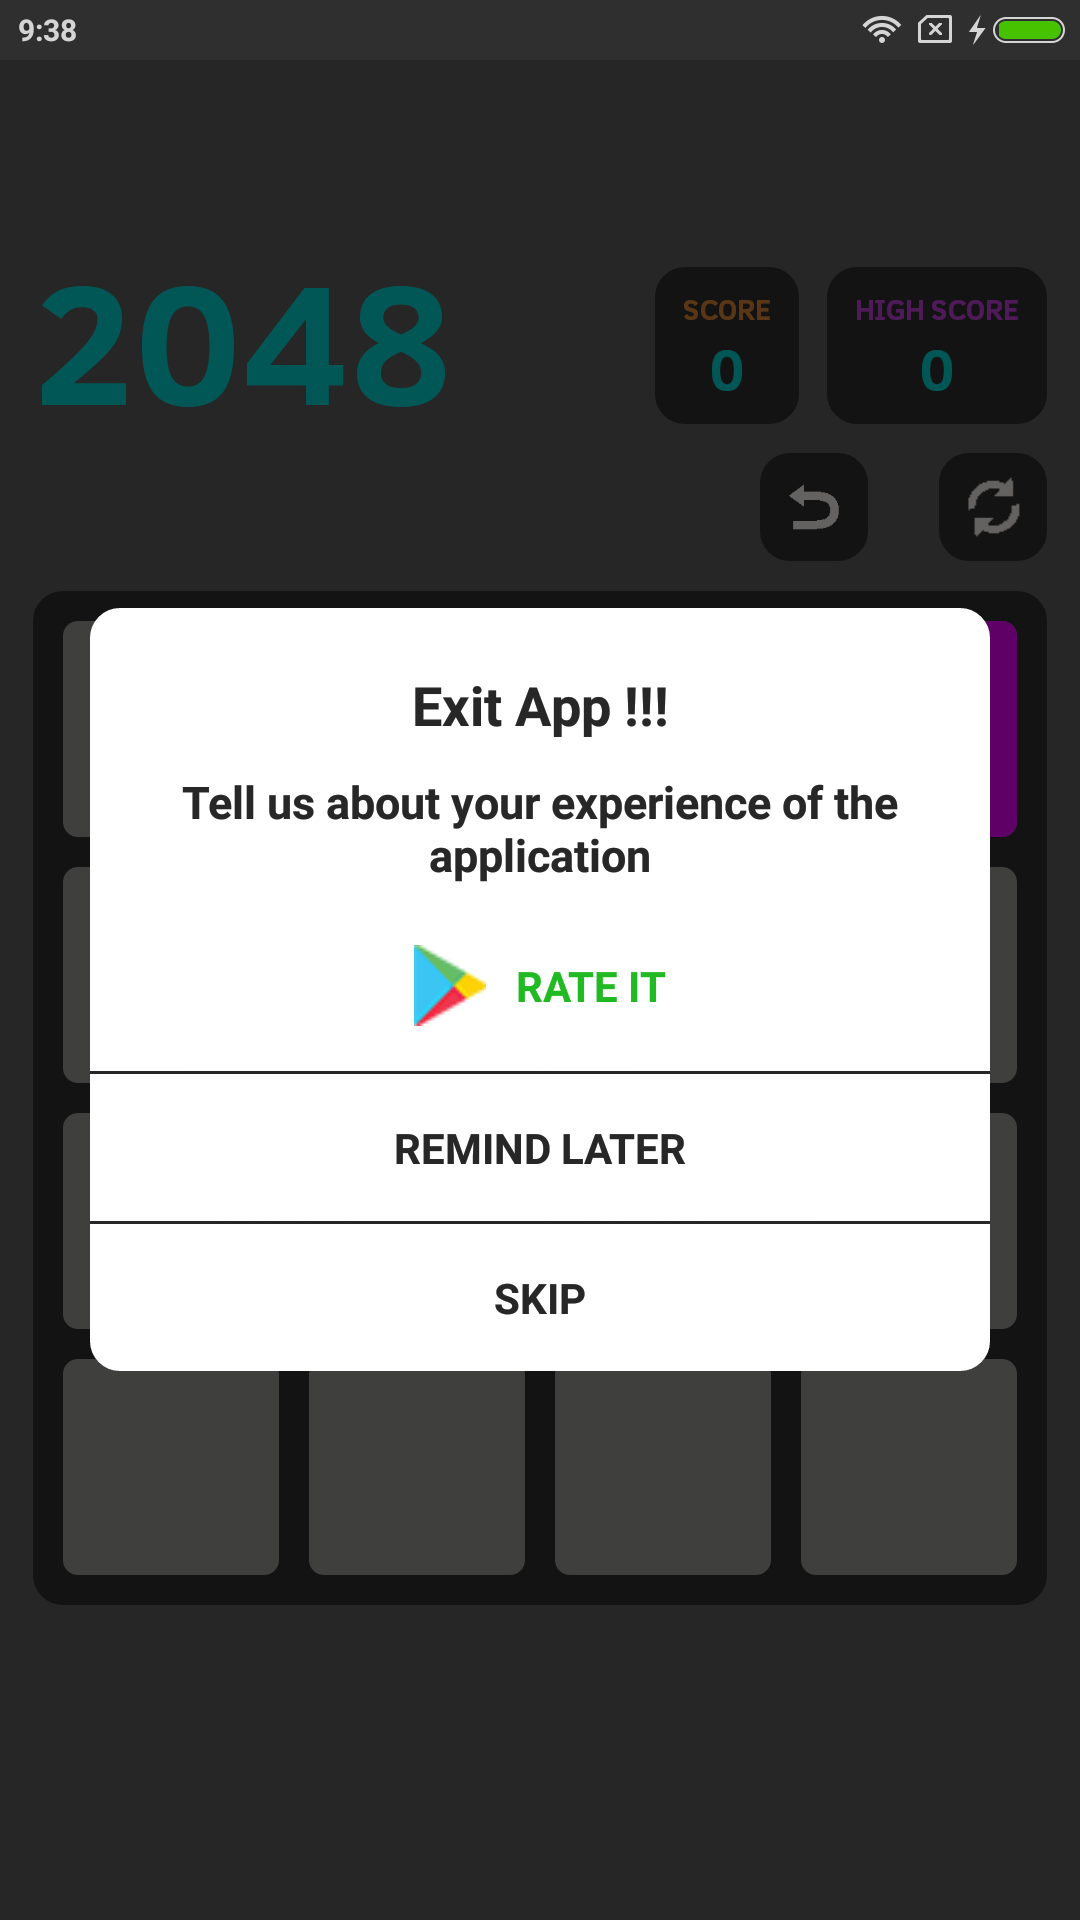 9:38
2048
SCORE
0
HIGH SCORE
0
Exit App !!!
Tell us about your experience of the
application
RATE IT
REMIND LATER
SKIP